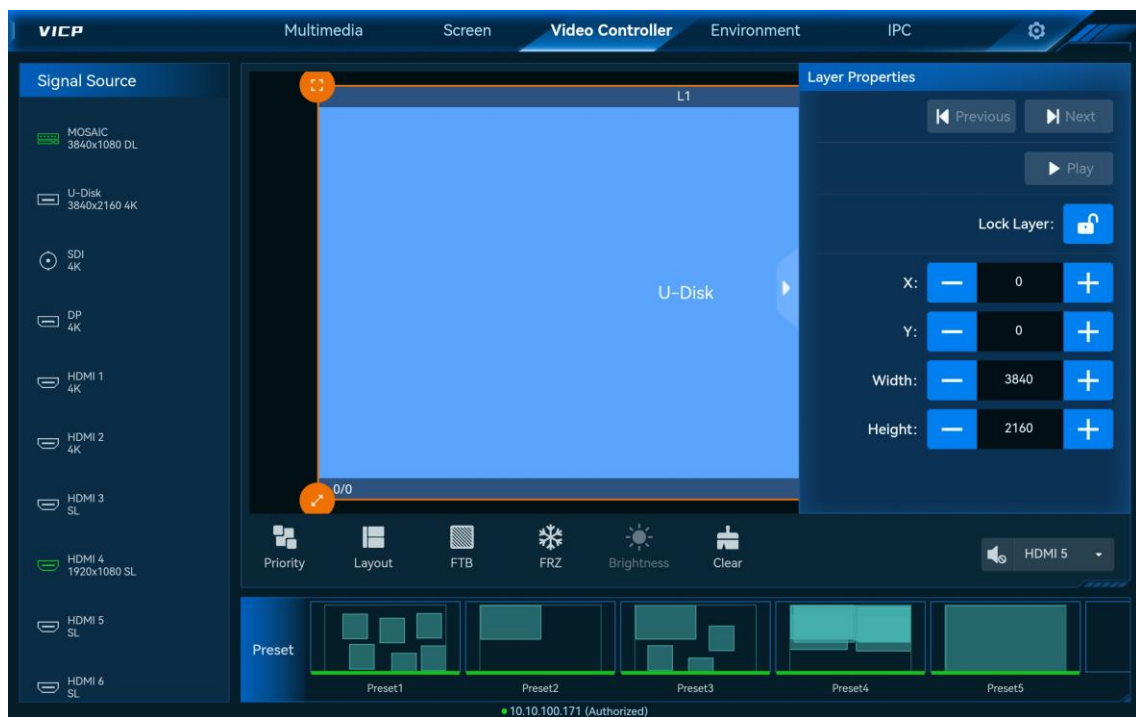 VICP
Multimedia
Screen
Video Controller
Environment
IPC
Signal Source
MOSAIC
3840x1080 DL
U-Disk
3840x2160 4K
SDI
4K
DP
4K
HDMI 1
4K
HDMI 2
4K
HDMI 3
SL
HDMI 4
1920x1080 SL
HDMI 5
SL
HDMI 6
SL
L1
U-Disk
0/0
Layer Properties
Previous
Next
Play
Lock Layer:
X:
0
Y:
0
Width:
3840
Height:
2160
Priority
Layout
FTB
FRZ
Brightness
Clear
HDMI 5
Preset
Preset1
Preset2
Preset3
Preset4
Preset5
10.10.100.171 (Authorized)